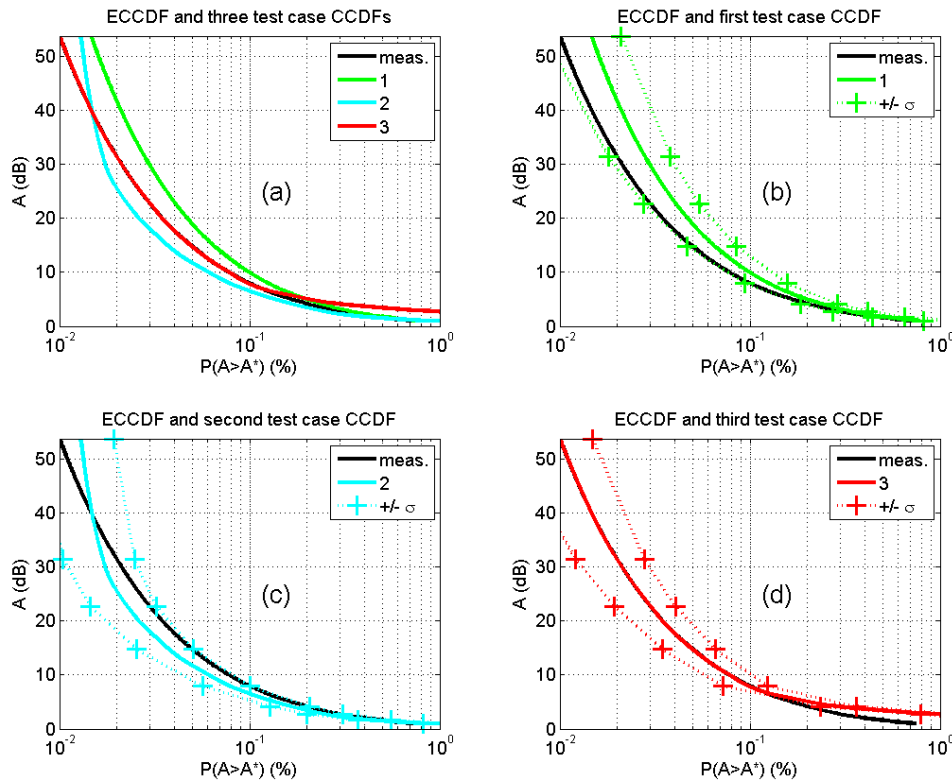 ECCDF and three test case CCDFs
A (dB)
50
40
30
20
10
0
10^-2
10^-1
10^0
P(A>A*) (%)
meas.
1
2
3
(a)
ECCDF and first test case CCDF
A (dB)
50
40
30
20
10
0
10^-2
10^-1
10^0
P(A>A*) (%)
meas.
1
+/- σ
(b)
ECCDF and second test case CCDF
A (dB)
50
40
30
20
10
0
10^-2
10^-1
10^0
P(A>A*) (%)
meas.
2
+/- σ
(c)
ECCDF and third test case CCDF
A (dB)
50
40
30
20
10
0
10^-2
10^-1
10^0
P(A>A*) (%)
meas.
3
+/- σ
(d)